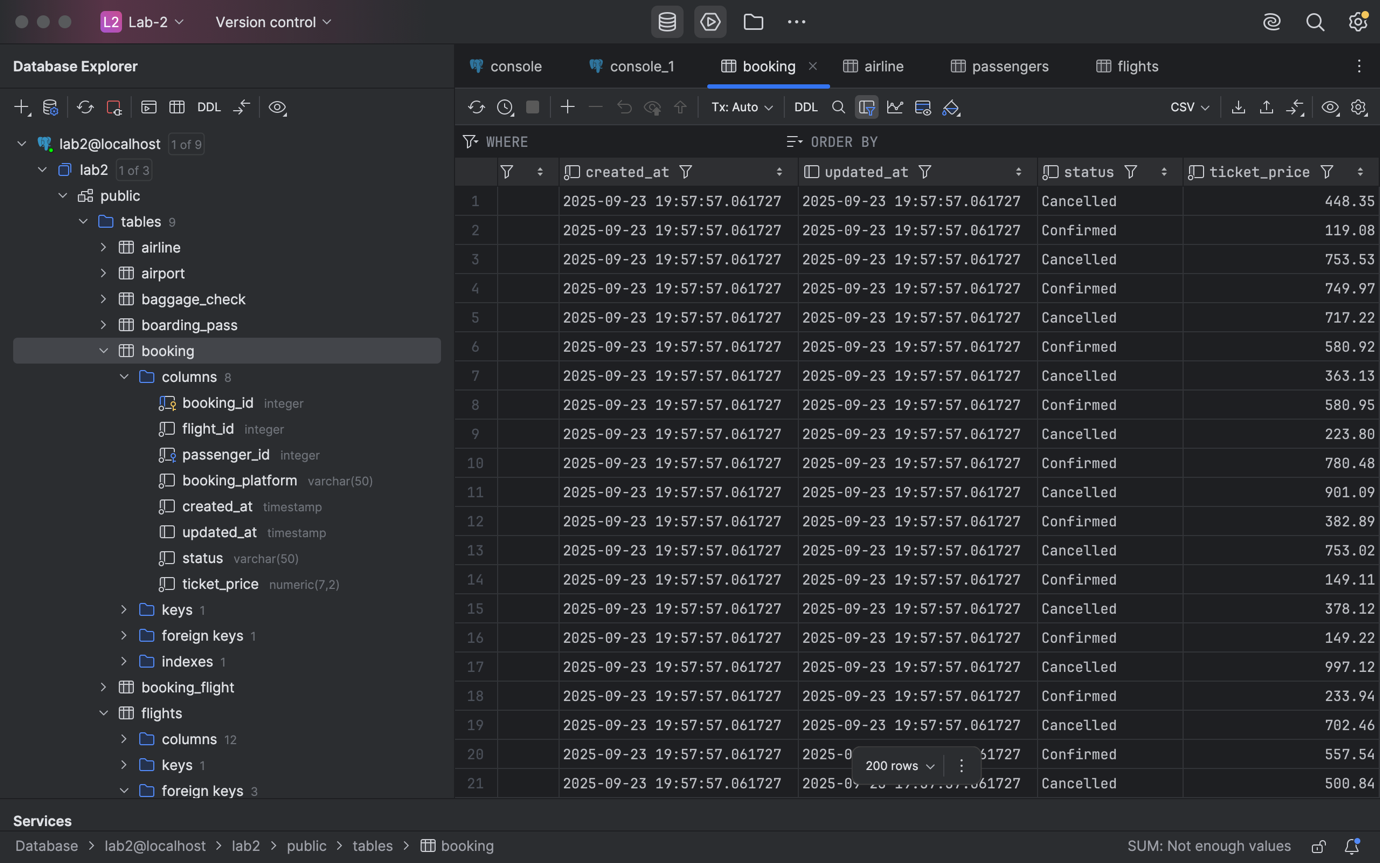 L2 Lab-2 Version control
Database Explorer
console console_1 booking airline passengers flights
DDL
Tx: Auto DDL CSV
WHERE ORDER BY
lab2@localhost 1 of 9
lab2 1 of 3
public
tables 9
airline
airport
baggage_check
boarding_pass
booking
columns 8
booking_id integer
flight_id integer
passenger_id integer
booking_platform varchar(50)
created_at timestamp
updated_at timestamp
status varchar(50)
ticket_price numeric(7,2)
keys 1
foreign keys 1
indexes 1
booking_flight
flights
columns 12
keys 1
foreign keys 3
created_at updated_at status ticket_price
1 2025-09-23 19:57:57.061727 2025-09-23 19:57:57.061727 Cancelled 448.35
2 2025-09-23 19:57:57.061727 2025-09-23 19:57:57.061727 Confirmed 119.08
3 2025-09-23 19:57:57.061727 2025-09-23 19:57:57.061727 Cancelled 753.53
4 2025-09-23 19:57:57.061727 2025-09-23 19:57:57.061727 Confirmed 749.97
5 2025-09-23 19:57:57.061727 2025-09-23 19:57:57.061727 Cancelled 717.22
6 2025-09-23 19:57:57.061727 2025-09-23 19:57:57.061727 Confirmed 580.92
7 2025-09-23 19:57:57.061727 2025-09-23 19:57:57.061727 Cancelled 363.13
8 2025-09-23 19:57:57.061727 2025-09-23 19:57:57.061727 Confirmed 580.95
9 2025-09-23 19:57:57.061727 2025-09-23 19:57:57.061727 Cancelled 223.80
10 2025-09-23 19:57:57.061727 2025-09-23 19:57:57.061727 Confirmed 780.48
11 2025-09-23 19:57:57.061727 2025-09-23 19:57:57.061727 Cancelled 901.09
12 2025-09-23 19:57:57.061727 2025-09-23 19:57:57.061727 Confirmed 382.89
13 2025-09-23 19:57:57.061727 2025-09-23 19:57:57.061727 Cancelled 753.02
14 2025-09-23 19:57:57.061727 2025-09-23 19:57:57.061727 Confirmed 149.11
15 2025-09-23 19:57:57.061727 2025-09-23 19:57:57.061727 Cancelled 378.12
16 2025-09-23 19:57:57.061727 2025-09-23 19:57:57.061727 Confirmed 149.22
17 2025-09-23 19:57:57.061727 2025-09-23 19:57:57.061727 Cancelled 997.12
18 2025-09-23 19:57:57.061727 2025-09-23 19:57:57.061727 Confirmed 233.94
19 2025-09-23 19:57:57.061727 2025-09-23 19:57:57.061727 Cancelled 702.46
20 2025-09-23 19:57:57.061727 2025-0 61727 Confirmed 557.54
200 rows
21 2025-09-23 19:57:57.061727 2025-09-23 19:57:57.061727 Cancelled 500.84
Services
Database lab2@localhost lab2 public tables booking SUM: Not enough values